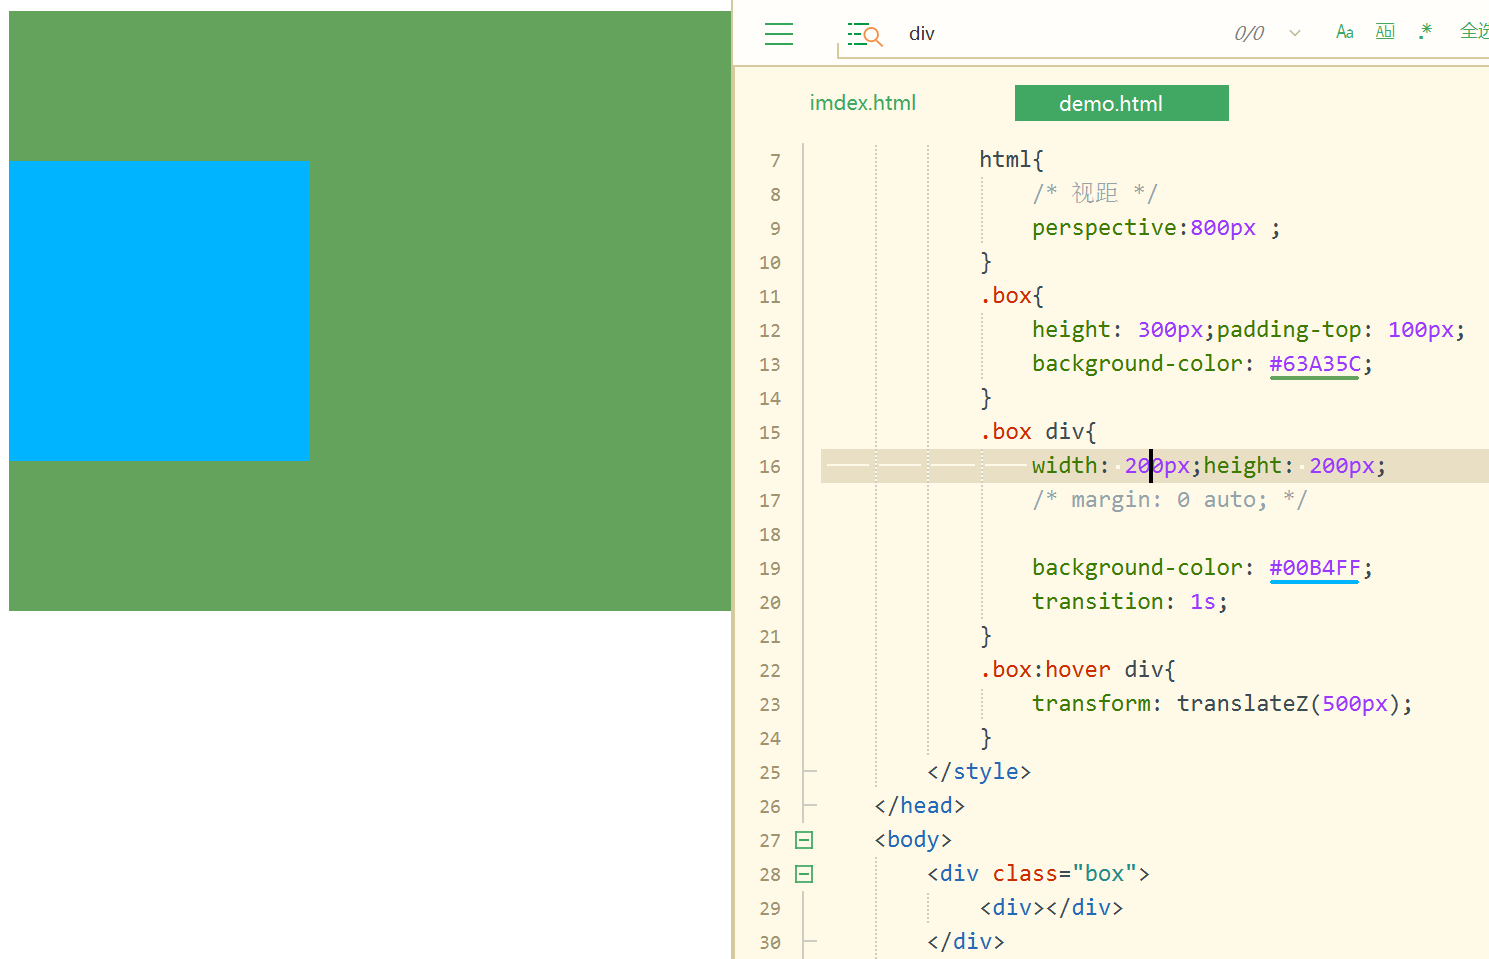 div 0/0 Aa Abl .* 全选
imdex.html demo.html
7 html{
8 /* 视距 */
9 perspective:800px ;
10 }
11 .box{
12 height: 300px;padding-top: 100px;
13 background-color: #63A35C;
14 }
15 .box div{
16 width: 200px;height: 200px;
17 /* margin: 0 auto; */
18
19 background-color: #00B4FF;
20 transition: 1s;
21 }
22 .box:hover div{
23 transform: translateZ(500px);
24 }
25 </style>
26 </head>
27 <body>
28 <div class="box">
29 <div></div>
30 </div>